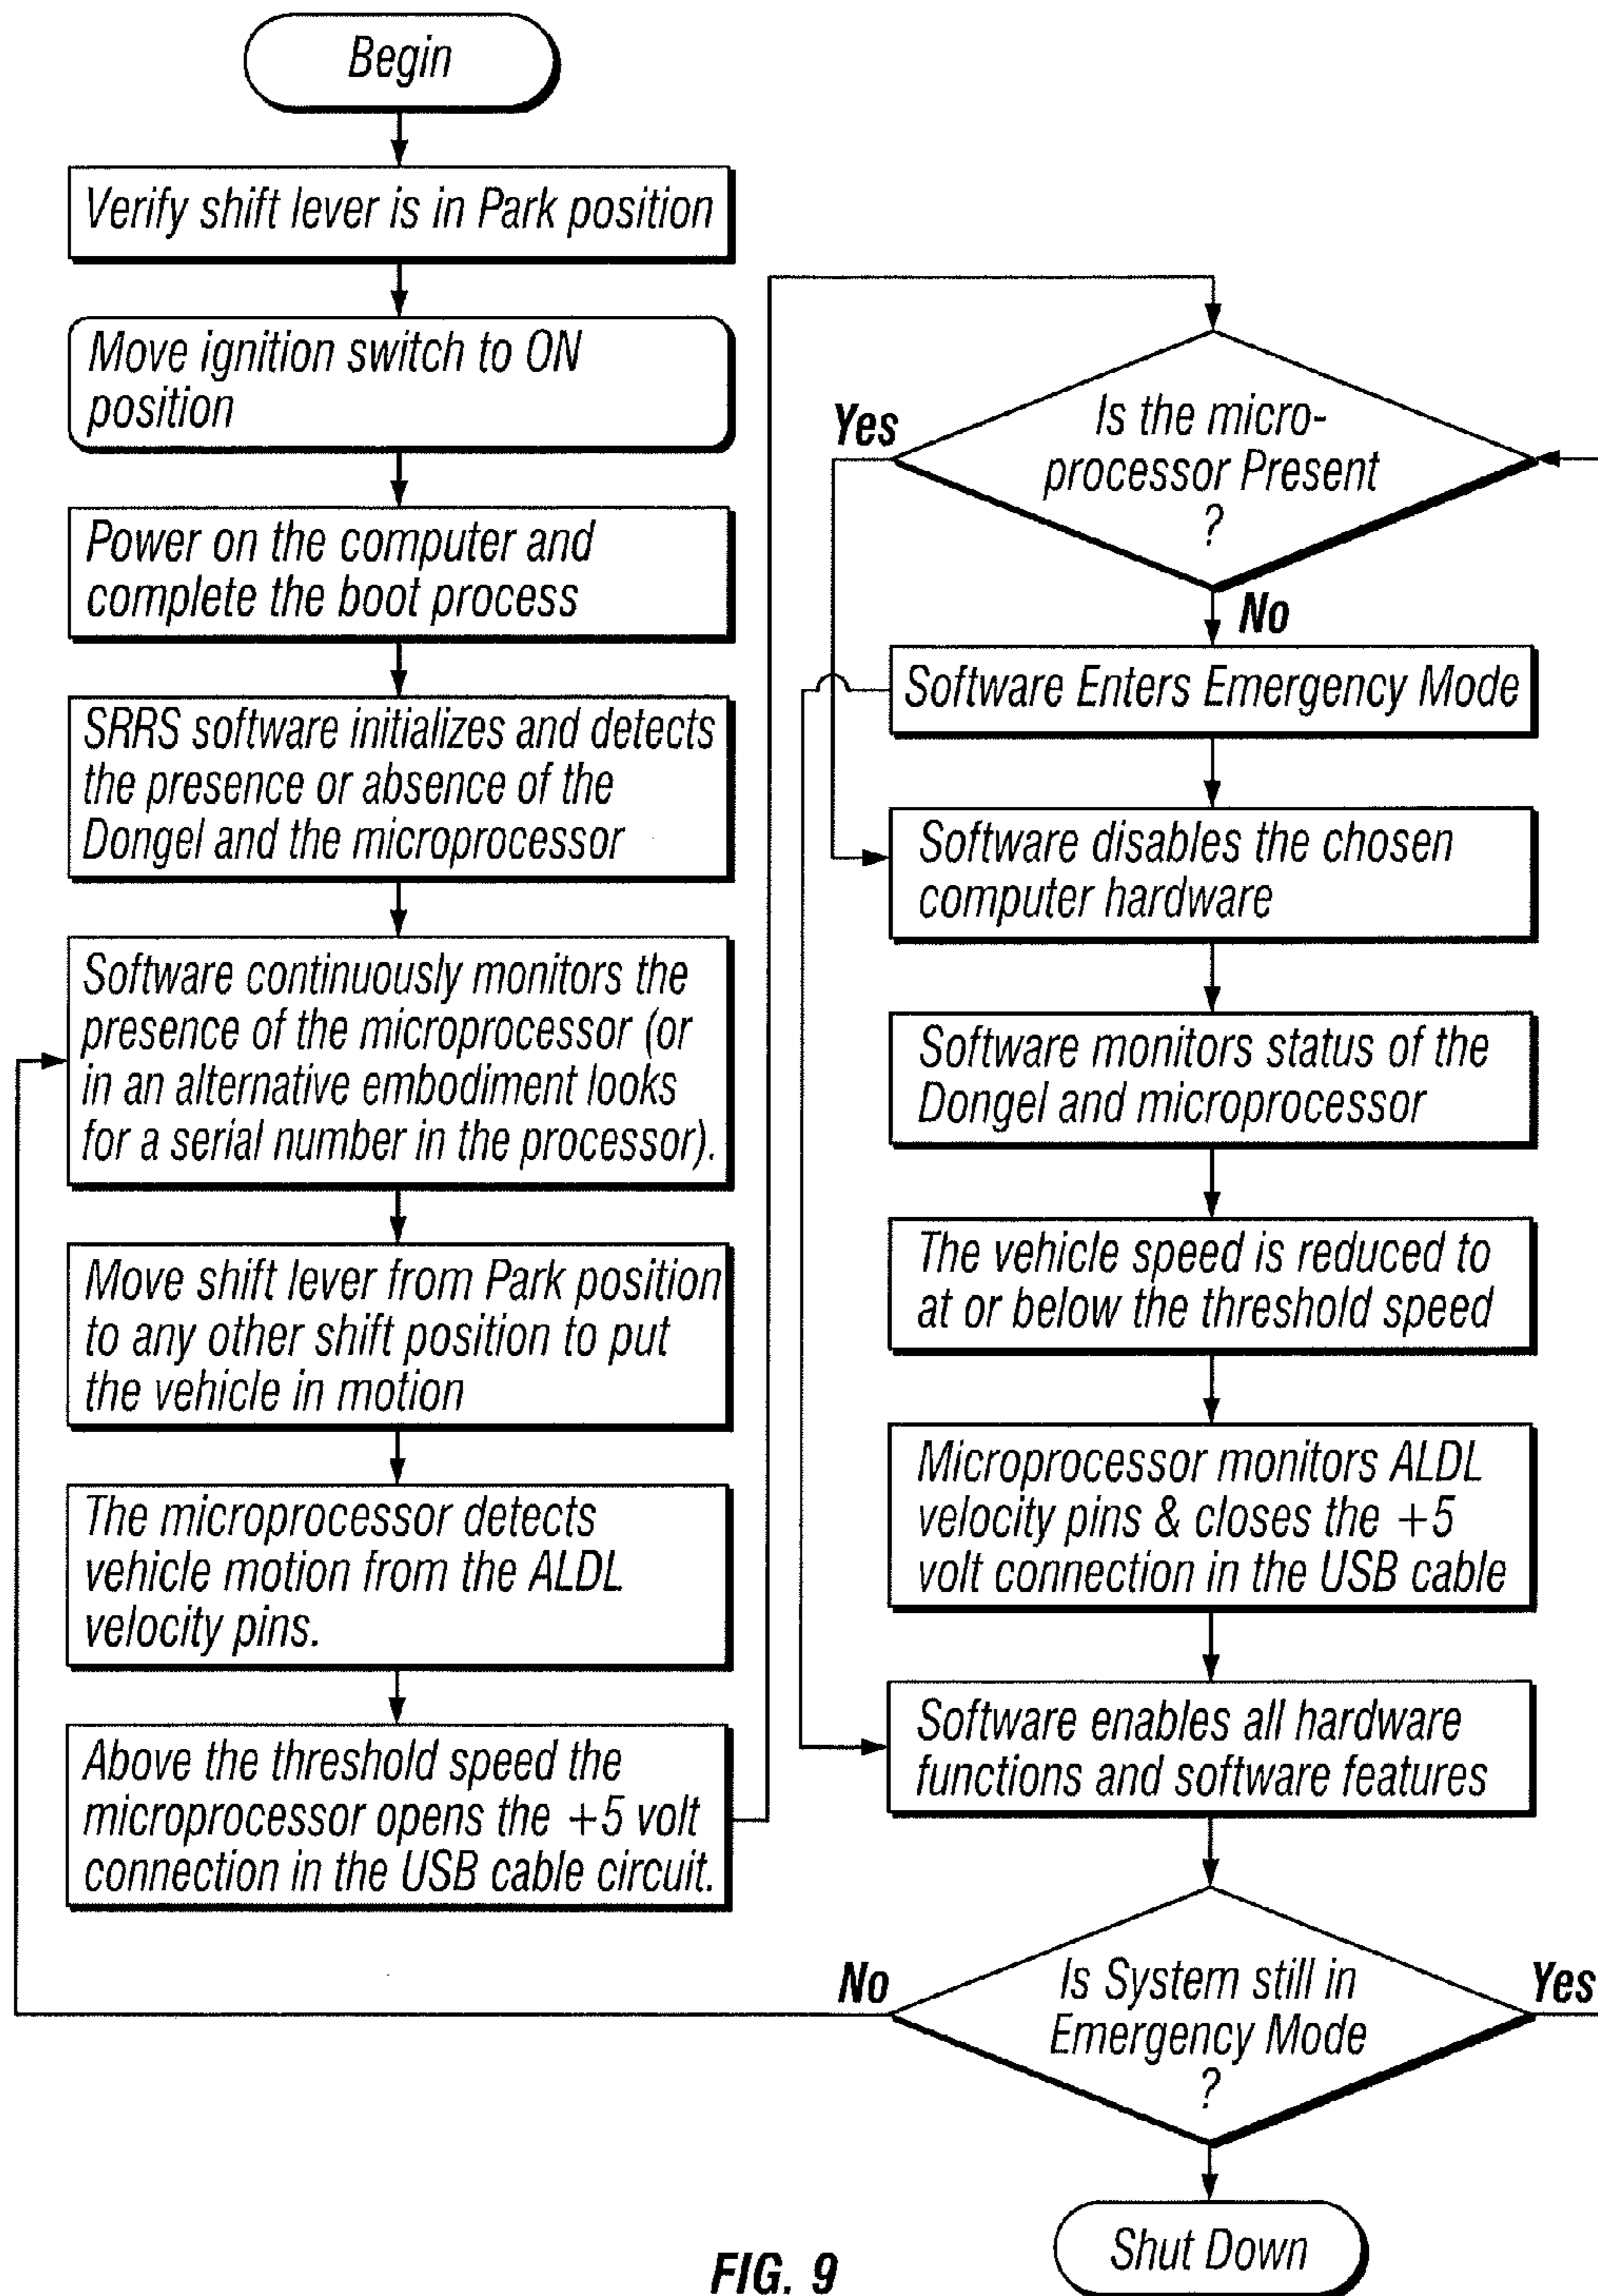 Begin
Verify shift lever is in Park position
Move ignition switch to ON
position
Power on the computer and
complete the boot process
SRRS software initializes and detects
the presence or absence of the
Dongel and the microprocessor
Software continuously monitors the
presence of the microprocessor (or
in an alternative embodiment looks
for a serial number in the processor).
Move shift lever from Park position
to any other shift position to put
the vehicle in motion
The microprocessor detects
vehicle motion from the ALDL
velocity pins.
Above the threshold speed the
microprocessor opens the +5 volt
connection in the USB cable circuit.
Is the micro-
processor Present
?
Yes
No
Software Enters Emergency Mode
Software disables the chosen
computer hardware
Software monitors status of the
Dongel and microprocessor
The vehicle speed is reduced to
at or below the threshold speed
Microprocessor monitors ALDL
velocity pins & closes the +5
volt connection in the USB cable
Software enables all hardware
functions and software features
Is System still in
Emergency Mode
?
No
Yes
Shut Down
FIG. 9